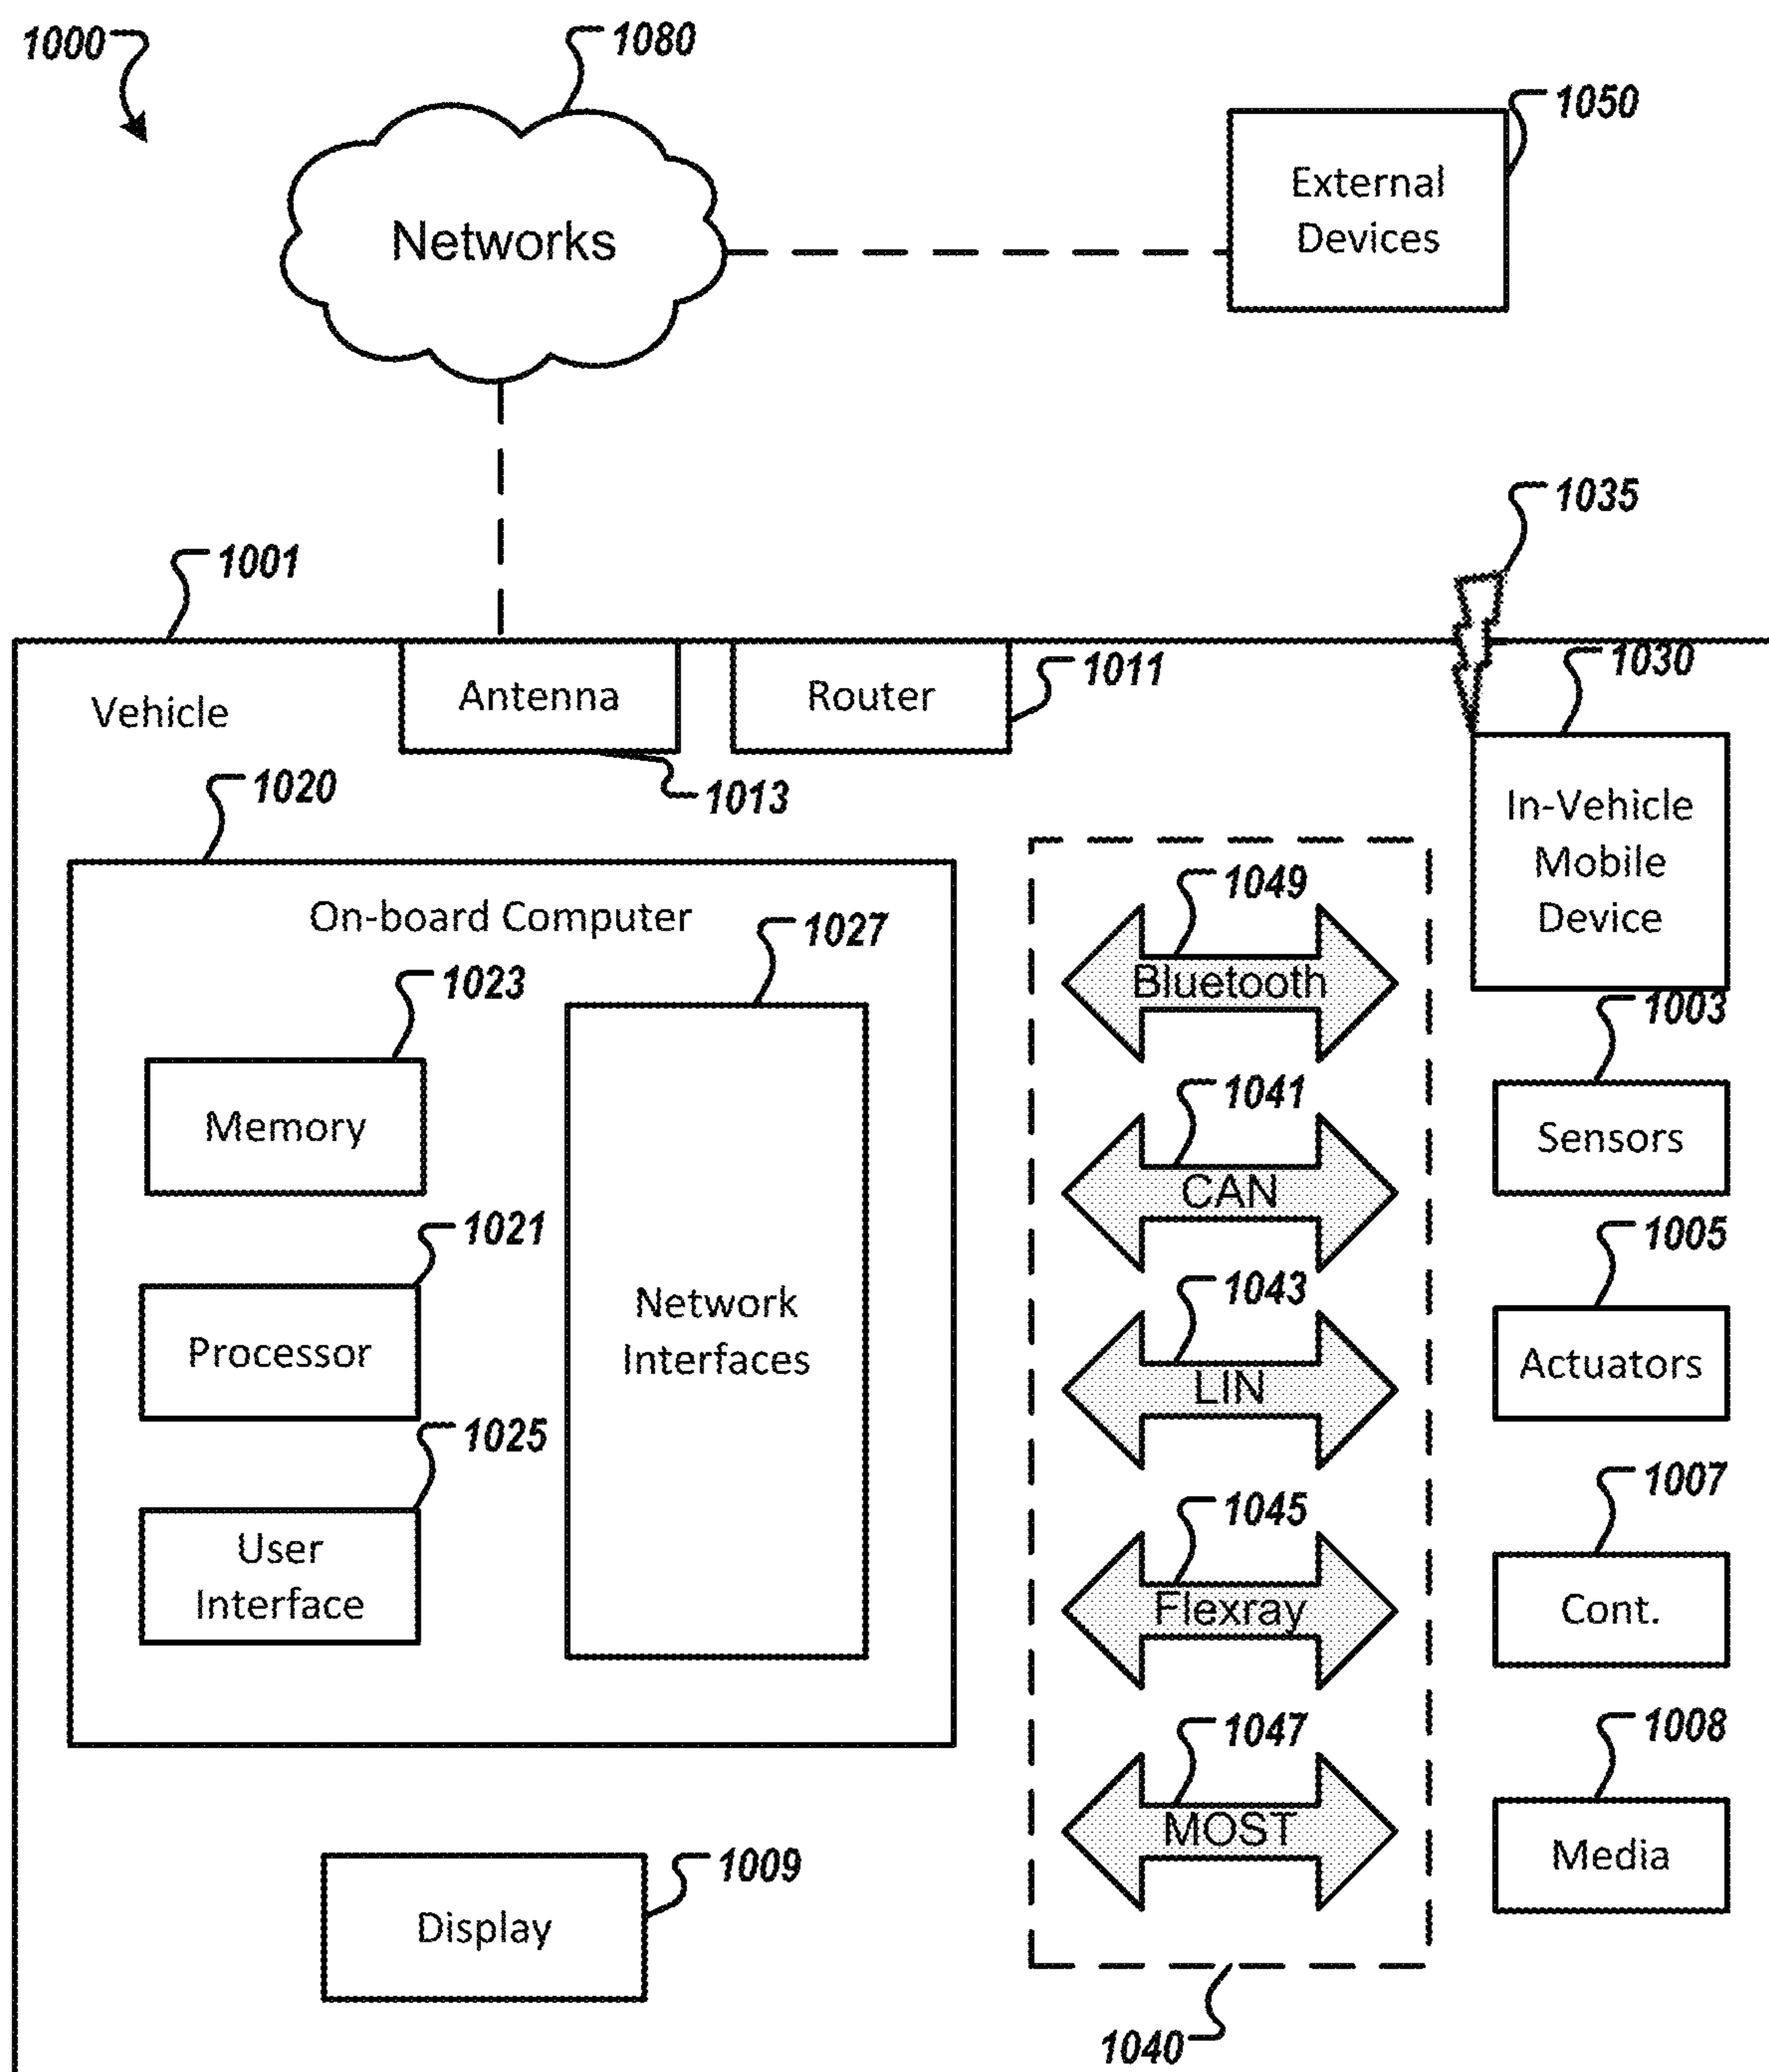 1000
1080
1050
Networks
External
Devices
1035
1001
1030
Vehicle
Antenna
Router
1011
1013
1020
In-Vehicle
Mobile
Device
On-board Computer
1027
1049
Bluetooth
1023
1003
Memory
1041
CAN
Sensors
1021
1005
Processor
Network
Interfaces
1043
LIN
Actuators
1025
1007
User
Interface
1045
Flexray
Cont.
1047
1008
MOST
Media
1009
Display
1040